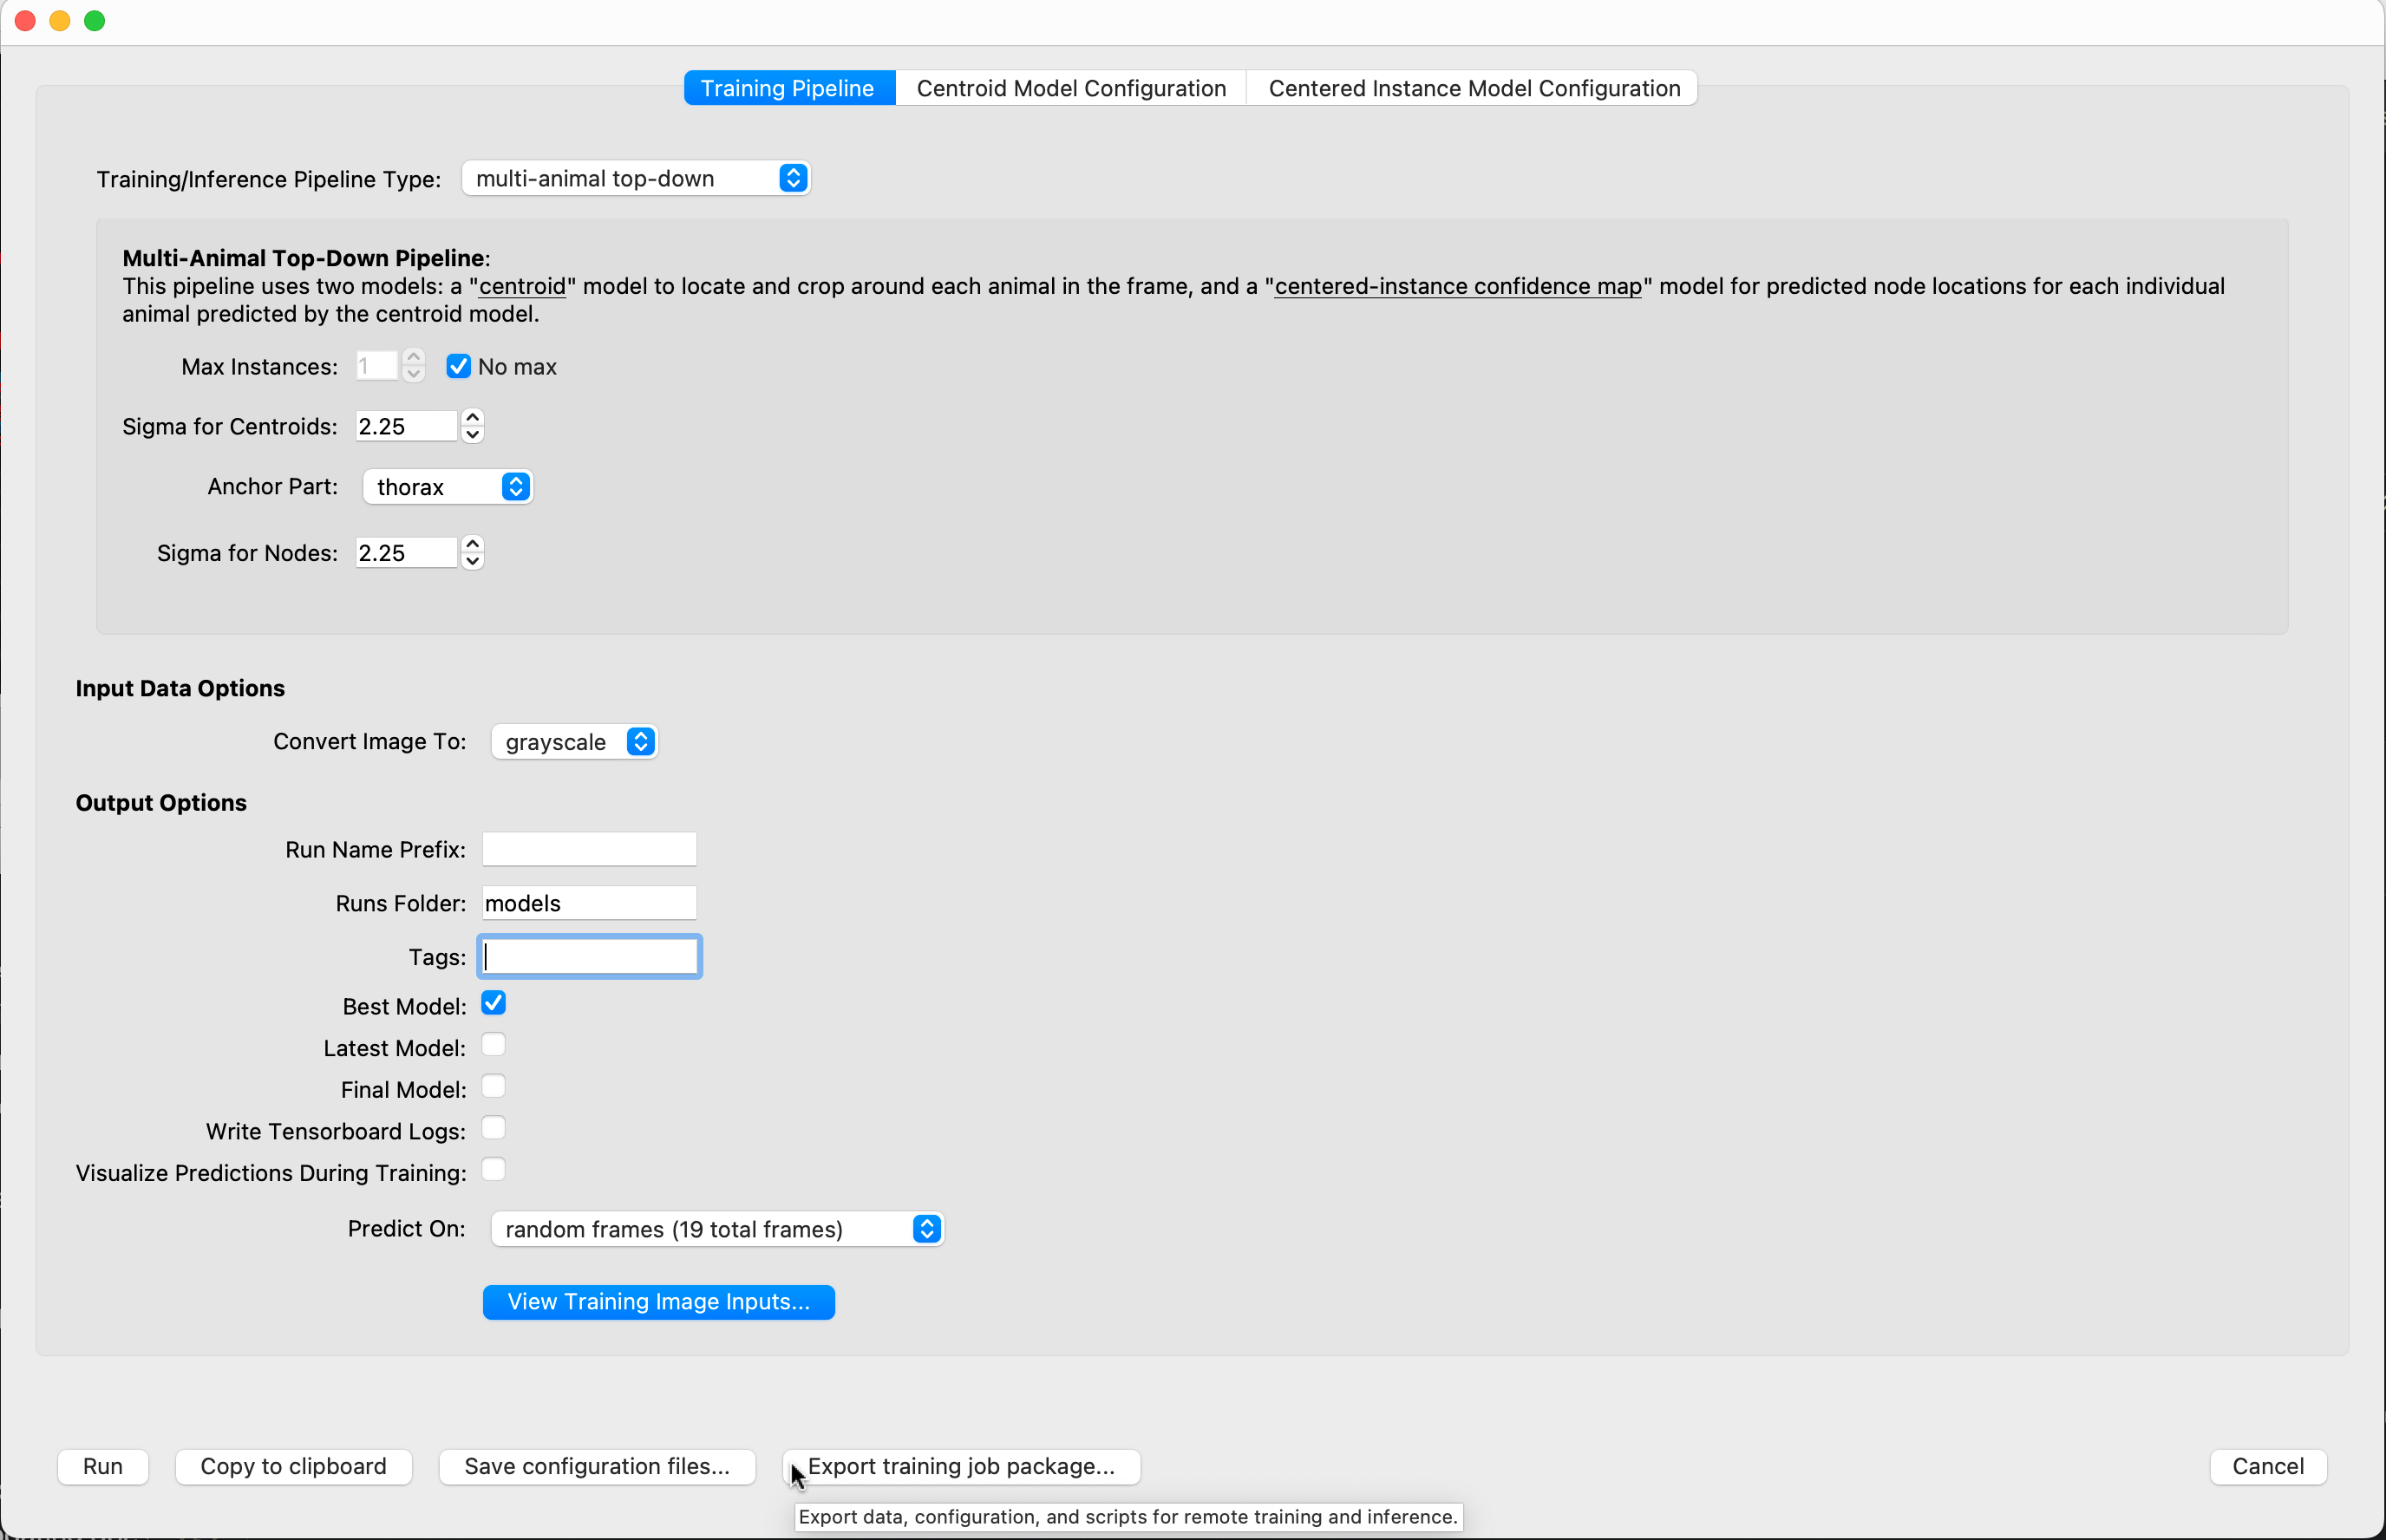 Training Pipeline Centroid Model Configuration Centered Instance Model Configuration
Training/Inference Pipeline Type: multi-animal top-down
Multi-Animal Top-Down Pipeline:
This pipeline uses two models: a "centroid" model to locate and crop around each animal in the frame, and a "centered-instance confidence map" model for predicted node locations for each individual
animal predicted by the centroid model.
Max Instances: 1 No max
Sigma for Centroids: 2.25
Anchor Part: thorax
Sigma for Nodes: 2.25
Input Data Options
Convert Image To: grayscale
Output Options
Run Name Prefix:
Runs Folder: models
Tags:
Best Model:
Latest Model:
Final Model:
Write Tensorboard Logs:
Visualize Predictions During Training:
Predict On: random frames (19 total frames)
View Training Image Inputs...
Run Copy to clipboard Save configuration files... Export training job package... Cancel
Export data, configuration, and scripts for remote training and inference.